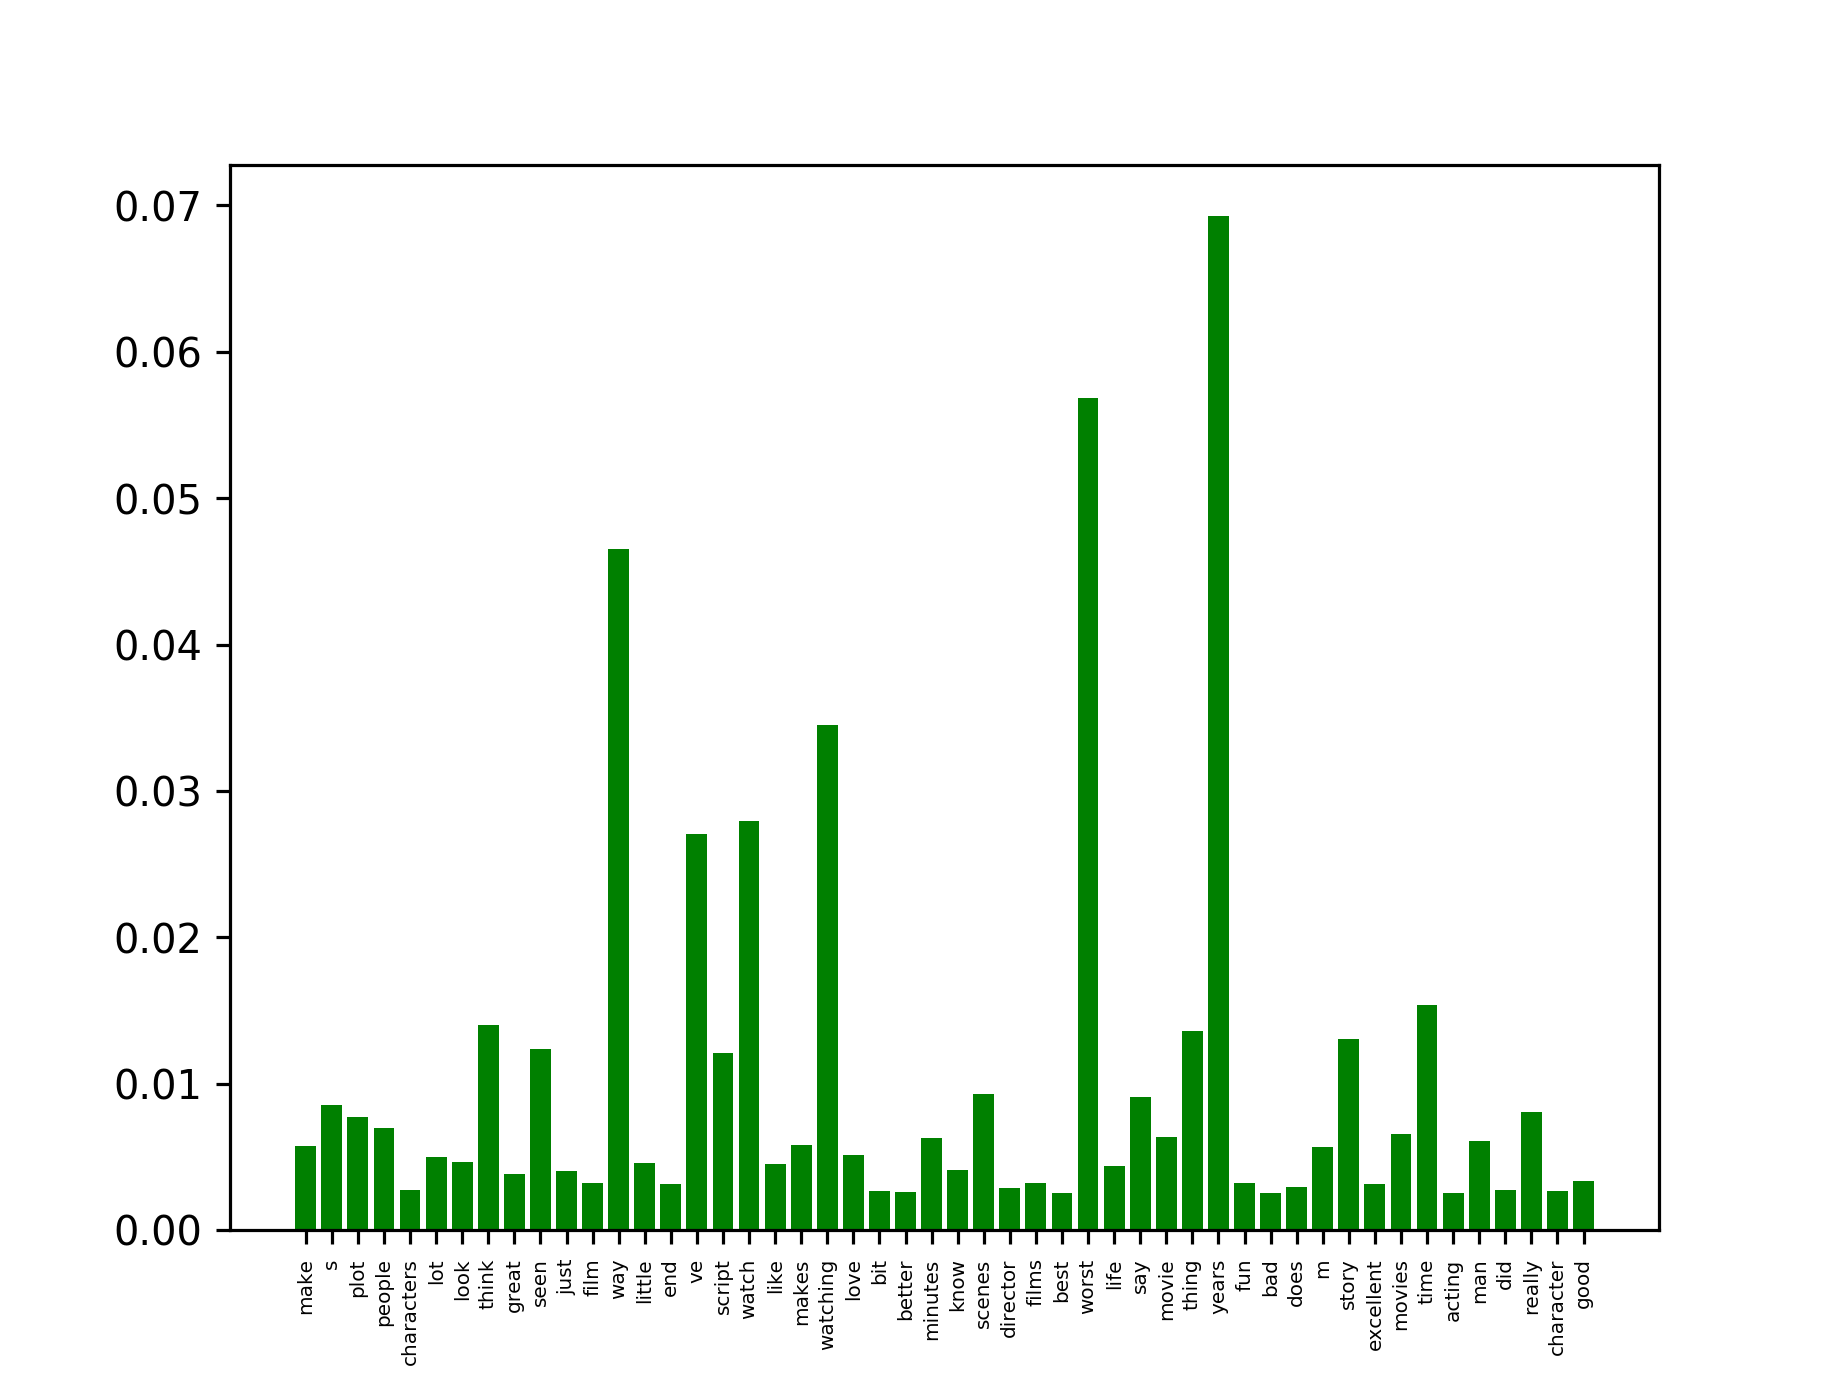 0.07
0.06
0.05
0.04
0.03
0.02
0.01
0.00
make
s
plot
people
characters
lot
look
think
great
seen
just
film
way
little
end
ve
script
watch
like
makes
watching
love
bit
better
minutes
know
scenes
director
films
best
worst
life
say
movie
thing
years
fun
bad
does
m
story
excellent
movies
time
acting
man
did
really
character
good